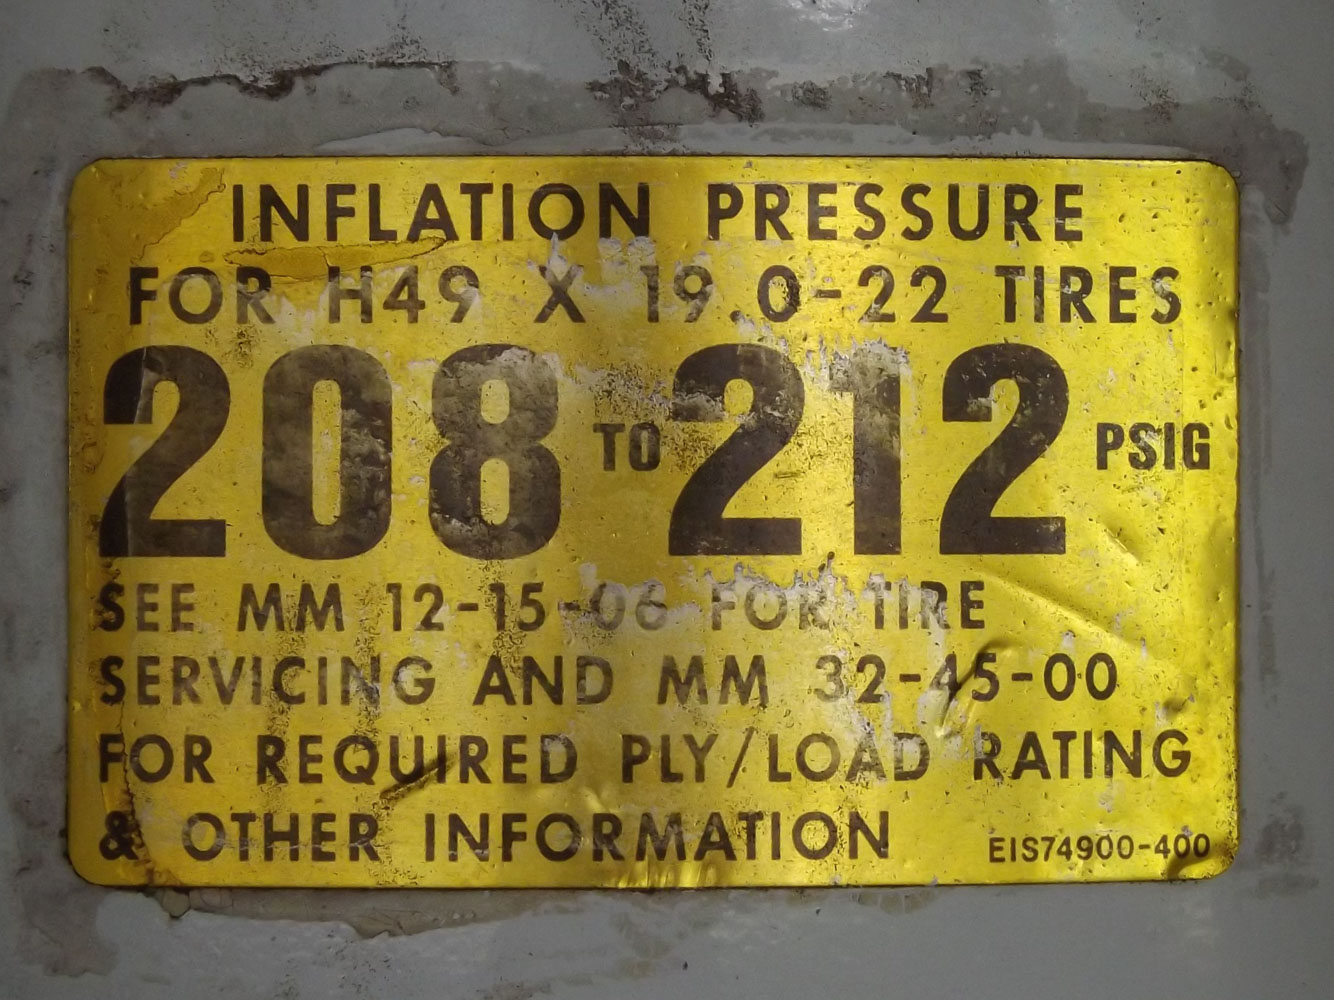 INFLATION PRESSURE
FOR H49 X 19.0-22 TIRES
208 TO 212 PSIG
SEE MM 12-15-06 FOR TIRE
SERVICING AND MM 32-45-00
FOR REQUIRED PLY/LOAD RATING
& OTHER INFORMATION EIS74900-400